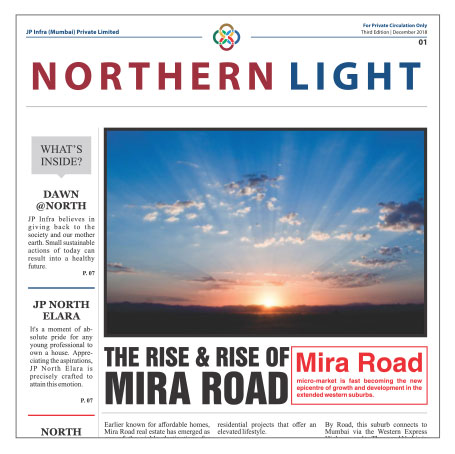 JP Infra (Mumbai) Private Limited
For Private Circulation Only
Third Edition | December 2018
01
NORTHERN LIGHT
WHAT'S
INSIDE?
DAWN
@NORTH
JP Infra believes in
giving back to the
society and our mother
earth. Small sustainable
actions of today can
result into a healthy
future.
P. 07
JP NORTH
ELARA
It's a moment of ab-
solute pride for any
young professional to
own a house. Appre-
ciating the aspirations,
JP North Elara is
precisely crafted to
attain this emotion.
P. 07
NORTH
THE RISE & RISE OF
MIRA ROAD
Mira Road
micro-market is fast becoming the new
epicentre of growth and development in the
extended western suburbs.
Earlier known for affordable homes,
Mira Road real estate has emerged as
residential projects that offer an
elevated lifestyle.
By Road, this suburb connects to
Mumbai via the Western Express